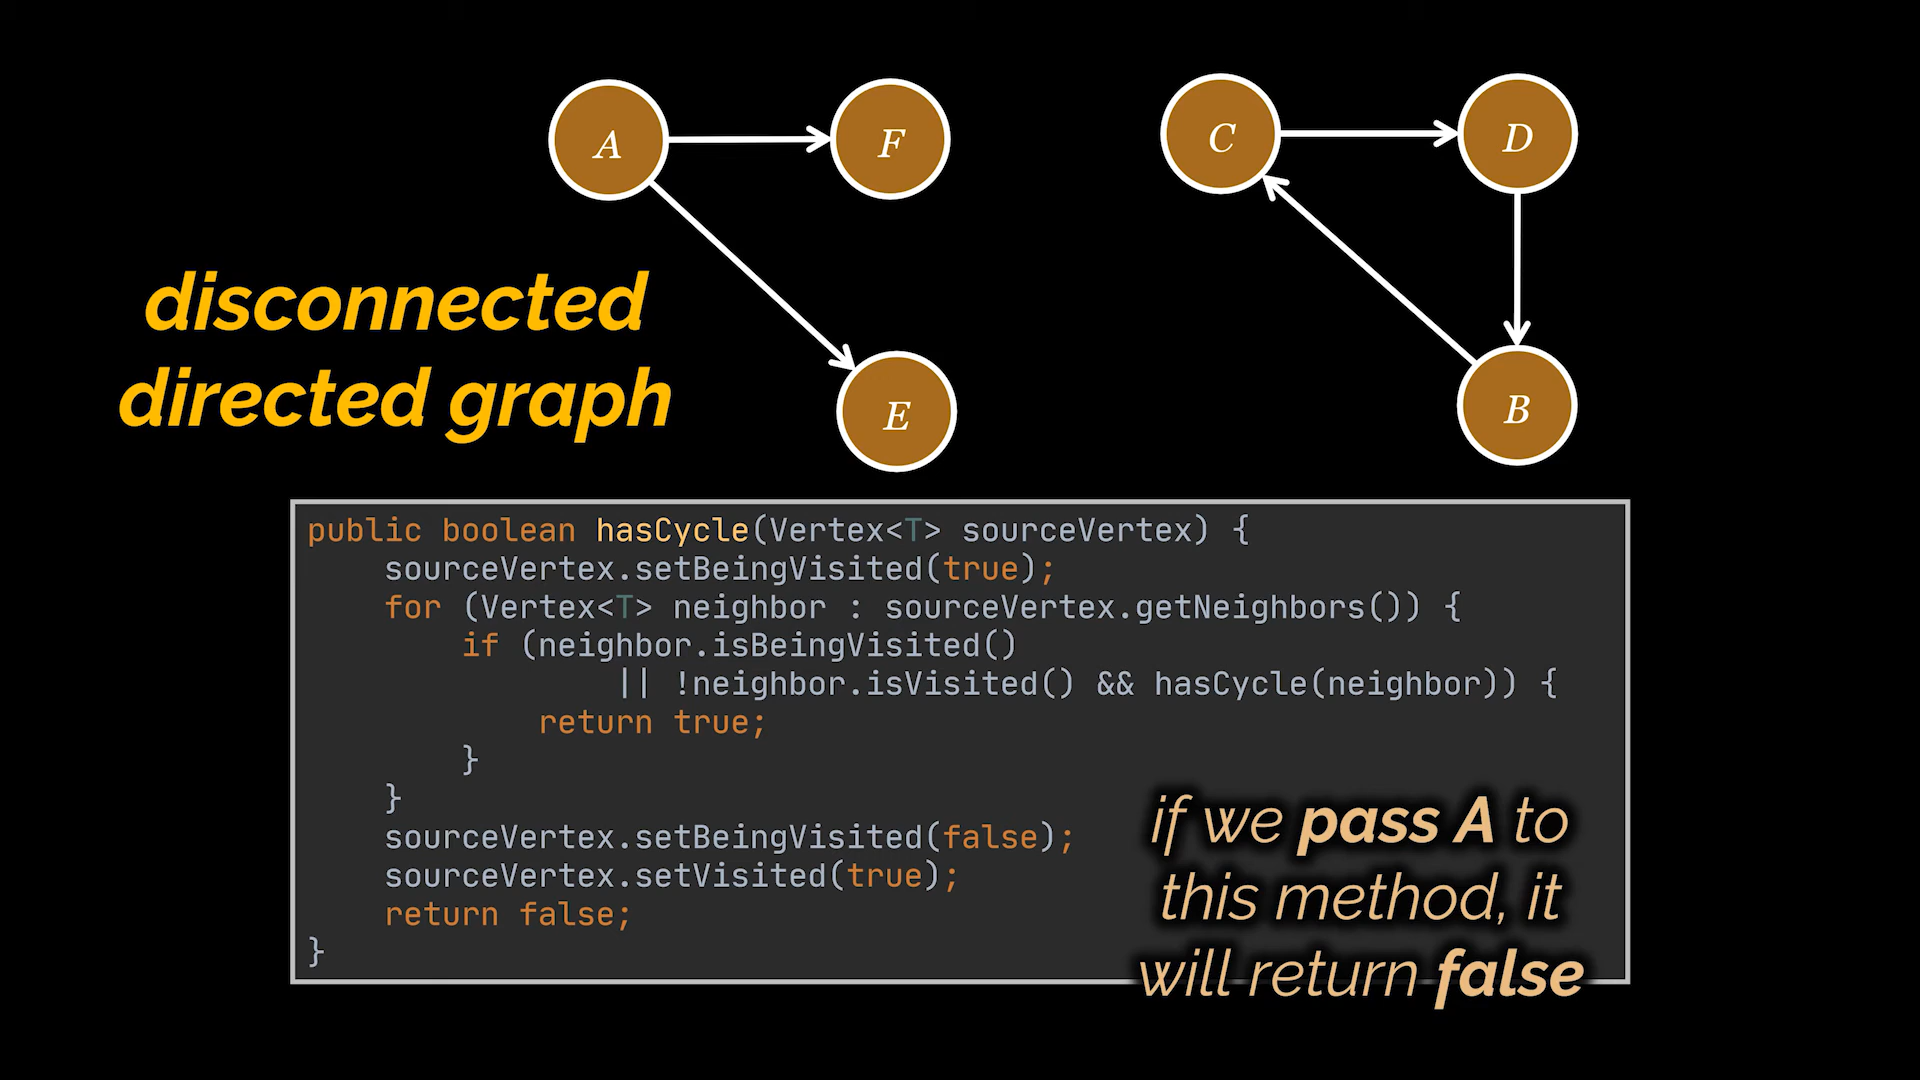 A
F
C
D
disconnected
directed graph
E
B
public boolean hasCycle(Vertex<T> sourceVertex) {
    sourceVertex.setBeingVisited(true);
    for (Vertex<T> neighbor : sourceVertex.getNeighbors()) {
        if (neighbor.isBeingVisited()
                || !neighbor.isVisited() && hasCycle(neighbor)) {
            return true;
        }
    }
    sourceVertex.setBeingVisited(false);
    sourceVertex.setVisited(true);
    return false;
}
if we pass A to
this method, it
will return false